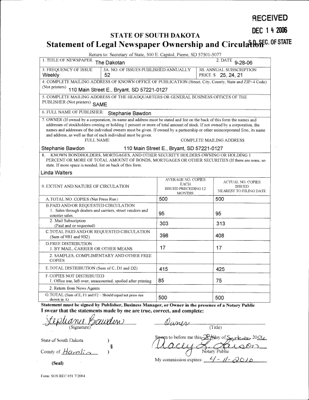 RECEIVED
DEC 14 2006
S.D. SEC. OF STATE
STATE OF SOUTH DAKOTA
Statement of Legal Newspaper Ownership and Circulation
Return to: Secretary of State, 500 E. Capitol, Pierre, SD 57501-5077
1. TITLE OF NEWSPAPER The Dakotan
2. DATE 9-28-06
3. FREQUENCY OF ISSUE Weekly
3A. NO. OF ISSUES PUBLISHED ANNUALLY 52
3B. ANNUAL SUBSCRIPTION PRICE $ 25, 24, 21
4. COMPLETE MAILING ADDRESS OF KNOWN OFFICE OF PUBLICATION (Street, City, County, State and ZIP+4 Code)
(Not printers) 110 Main Street E., Bryant, SD 57221-0127
5. COMPLETE MAILING ADDRESS OF THE HEADQUARTERS OR GENERAL BUSINESS OFFICES OF THE
PUBLISHER (Not printers) SAME
6. FULL NAME OF PUBLISHER: Stephanie Bawdon
7. OWNER (If owned by a corporation, its name and address must be stated and list on the back of this form the names and
addresses of stockholders owning or holding 1 percent or more of total amount of stock. If not owned by a corporation, the
names and addresses of the individual owners must be given. If owned by a partnership or other unincorporated firm, its name
and address, as well as that of each individual must be given.
FULL NAME COMPLETE MAILING ADDRESS
Stephanie Bawdon 110 Main Street E., Bryant, SD 57221-0127
8. KNOWN BONDHOLDERS, MORTGAGES, AND OTHER SECURITY HOLDERS OWNING OR HOLDING 1
PERCENT OR MORE OF TOTAL AMOUNT OF BONDS, MORTGAGES OR OTHER SECURITIES (If there are none, so
state. If more space is needed, list on back of this form.
Linda Walters
9. EXTENT AND NATURE OF CIRCULATION
AVERAGE NO. COPIES
EACH
ISSUED PRECEDING 12
MONTHS
ACTUAL NO. COPIES
ISSUED
NEAREST TO FILING DATE
A. TOTAL NO. COPIES (Net Press Run) 500 500
B. PAID AND/OR REQUESTED CIRCULATION
1. Sales through dealers and carriers, street vendors and
counter sales. 95 95
2. Mail Subscription
(Paid and/or requested) 303 313
C. TOTAL PAID AND/OR REQUESTED CIRCULATION
(Sum of 9B1 and 9B2) 398 408
D. FREE DISTRIBUTION
1. BY MAIL, CARRIER OR OTHER MEANS 17 17
2. SAMPLES, COMPLIMENTARY AND OTHER FREE
COPIES
E. TOTAL DISTRIBUTION (Sum of C, D1 and D2) 415 425
F. COPIES NOT DISTRIBUTED
1. Office use, left over, unaccounted, spoiled after printing 85 75
2. Return from News Agents
G. TOTAL (Sum of E, F1 and 2 - Should equal net press run
shown in A) 500 500
Statement must be signed by Publisher, Business Manager, or Owner in the presence of a Notary Public
I swear that the statements made by me are true, correct, and complete:
Stephanie Bawdon Owner
(Signature) (Title)
State of South Dakota )
) §
County of Hamlin )
Sworn to before me this 28 day of September 2006
Tracey L. Larson
Notary Public
(Seal)
My commission expires: 4-11-2010
Form: SOS REC 051 7/2004